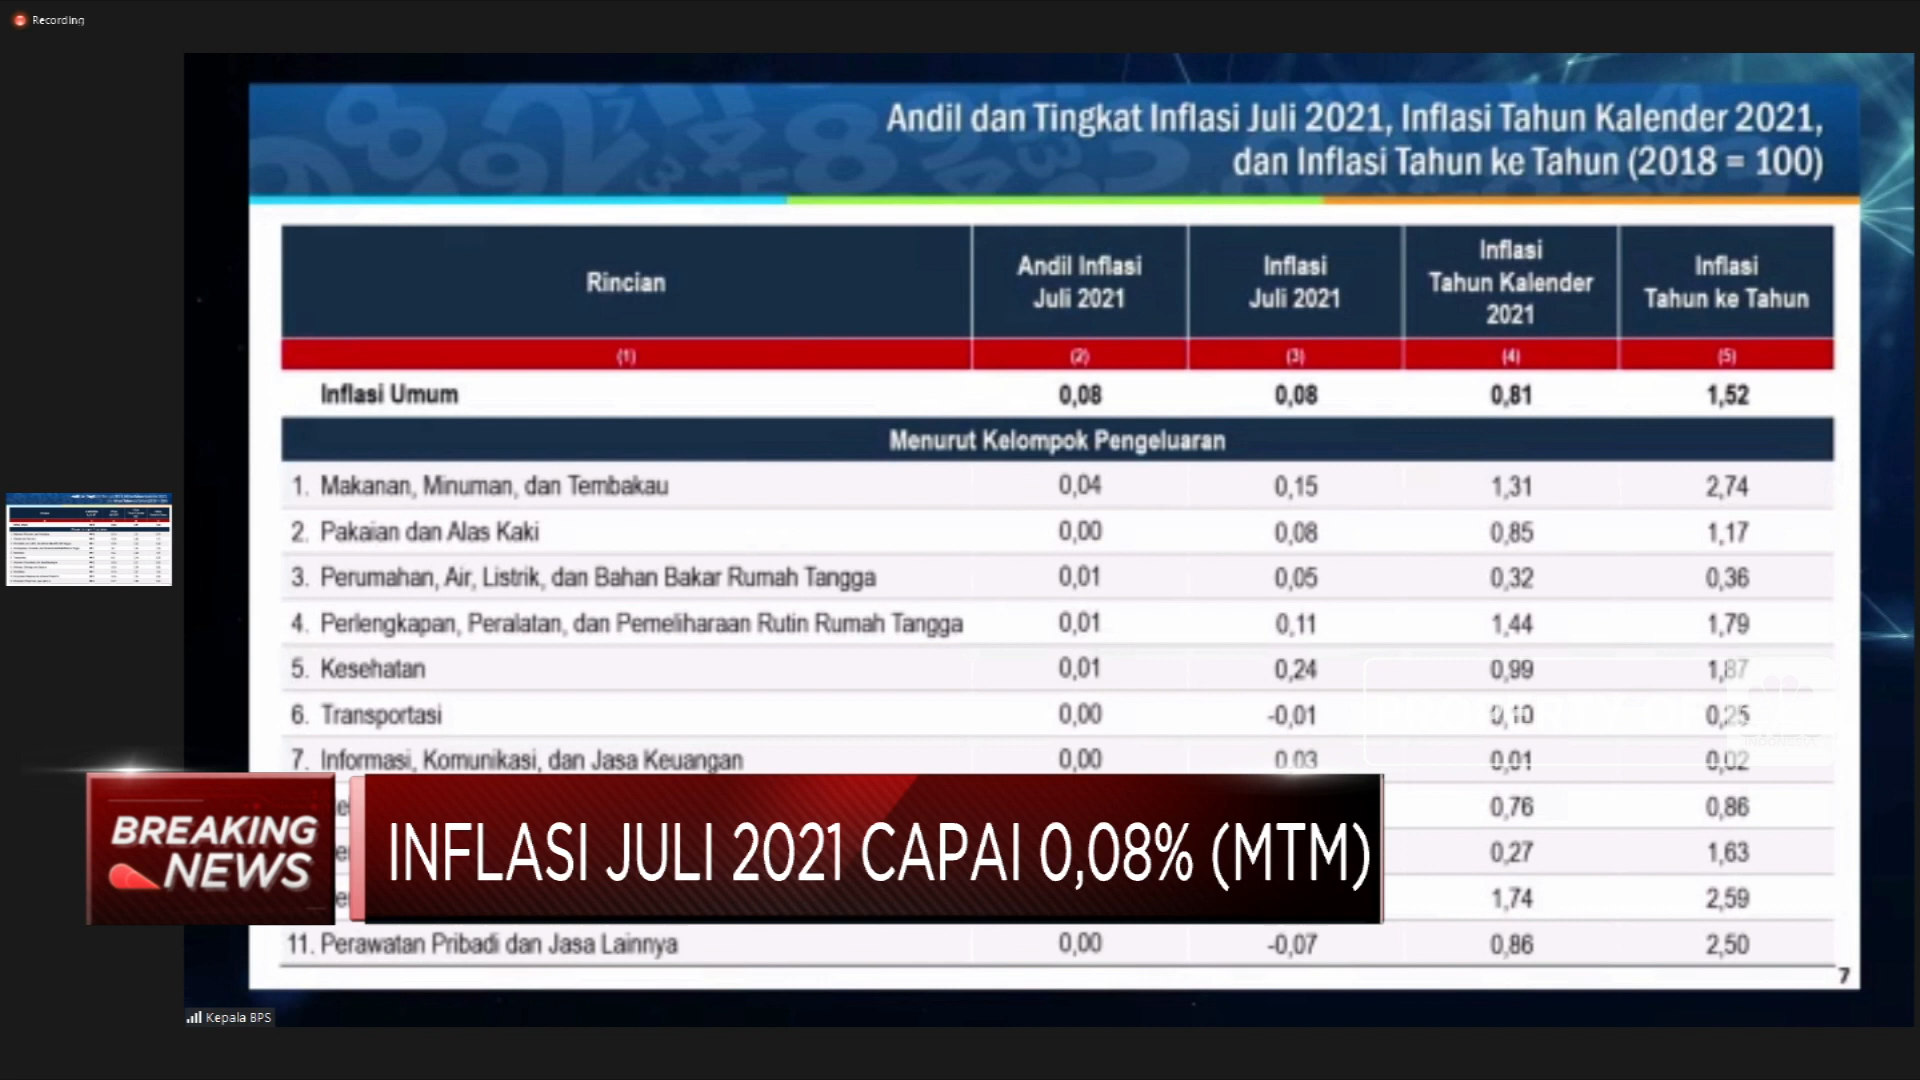 Recording
Andil dan Tingkat Inflasi Juli 2021, Inflasi Tahun Kalender 2021,
dan Inflasi Tahun ke Tahun (2018 = 100)
Rincian
Andil Inflasi
Juli 2021
Inflasi
Juli 2021
Inflasi
Tahun Kalender
2021
Inflasi
Tahun ke Tahun
(1) (2) (3) (4) (5)
Inflasi Umum 0,08 0,08 0,81 1,52
Menurut Kelompok Pengeluaran
1. Makanan, Minuman, dan Tembakau 0,04 0,15 1,31 2,74
2. Pakaian dan Alas Kaki 0,00 0,08 0,85 1,17
3. Perumahan, Air, Listrik, dan Bahan Bakar Rumah Tangga 0,01 0,05 0,32 0,36
4. Perlengkapan, Peralatan, dan Pemeliharaan Rutin Rumah Tangga 0,01 0,11 1,44 1,79
5. Kesehatan 0,01 0,24 0,99 1,87
6. Transportasi 0,00 -0,01 0,10 0,25
7. Informasi, Komunikasi, dan Jasa Keuangan 0,00 0,03 0,01 0,02
0,76 0,86
0,27 1,63
1,74 2,59
11. Perawatan Pribadi dan Jasa Lainnya 0,00 -0,07 0,86 2,50
7
BREAKING
NEWS
INFLASI JULI 2021 CAPAI 0,08% (MTM)
Kepala BPS